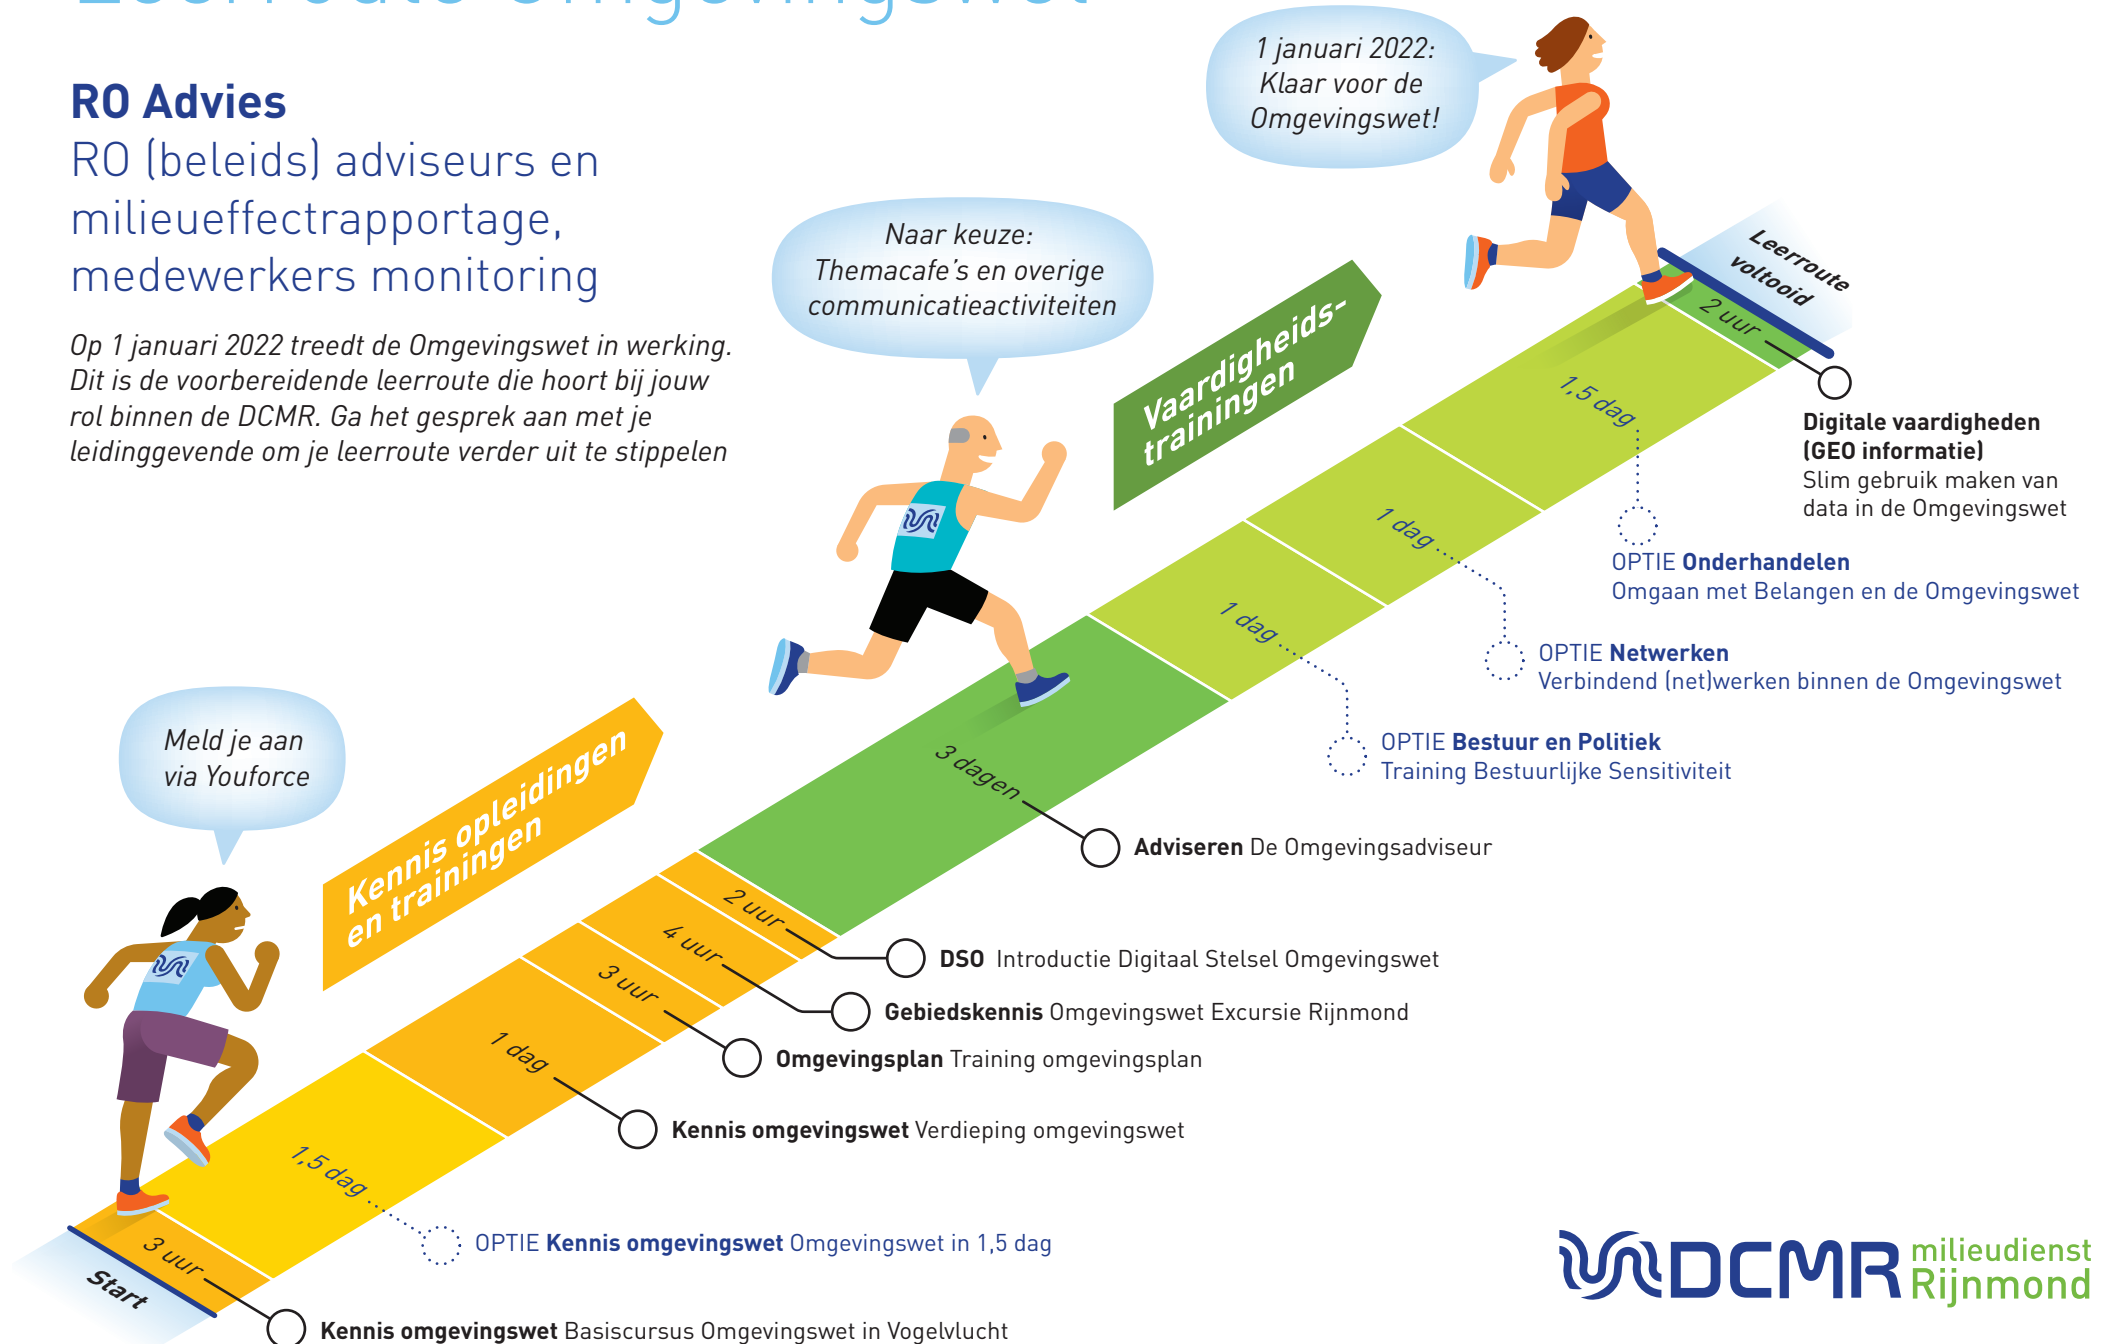 Leerroute Omgevingswet
RO Advies
RO (beleids) adviseurs en
milieueffectrapportage,
medewerkers monitoring
Op 1 januari 2022 treedt de Omgevingswet in werking.
Dit is de voorbereidende leerroute die hoort bij jouw
rol binnen de DCMR. Ga het gesprek aan met je
leidinggevende om je leerroute verder uit te stippelen
1 januari 2022:
Klaar voor de
Omgevingswet!
Naar keuze:
Themacafe's en overige
communicatieactiviteiten
Meld je aan
via Youforce
Vaardigheids-
trainingen
Kennis opleidingen
en trainingen
Leerroute
voltooid
2 uur
Digitale vaardigheden
(GEO informatie)
Slim gebruik maken van
data in de Omgevingswet
1,5 dag
OPTIE Onderhandelen
Omgaan met Belangen en de Omgevingswet
1 dag
OPTIE Netwerken
Verbindend (net)werken binnen de Omgevingswet
1 dag
OPTIE Bestuur en Politiek
Training Bestuurlijke Sensitiviteit
3 dagen
Adviseren De Omgevingsadviseur
2 uur
DSO Introductie Digitaal Stelsel Omgevingswet
4 uur
Gebiedskennis Omgevingswet Excursie Rijnmond
3 uur
Omgevingsplan Training omgevingsplan
1 dag
Kennis omgevingswet Verdieping omgevingswet
1,5 dag
OPTIE Kennis omgevingswet Omgevingswet in 1,5 dag
3 uur
Kennis omgevingswet Basiscursus Omgevingswet in Vogelvlucht
Start
DCMR milieudienst
Rijnmond